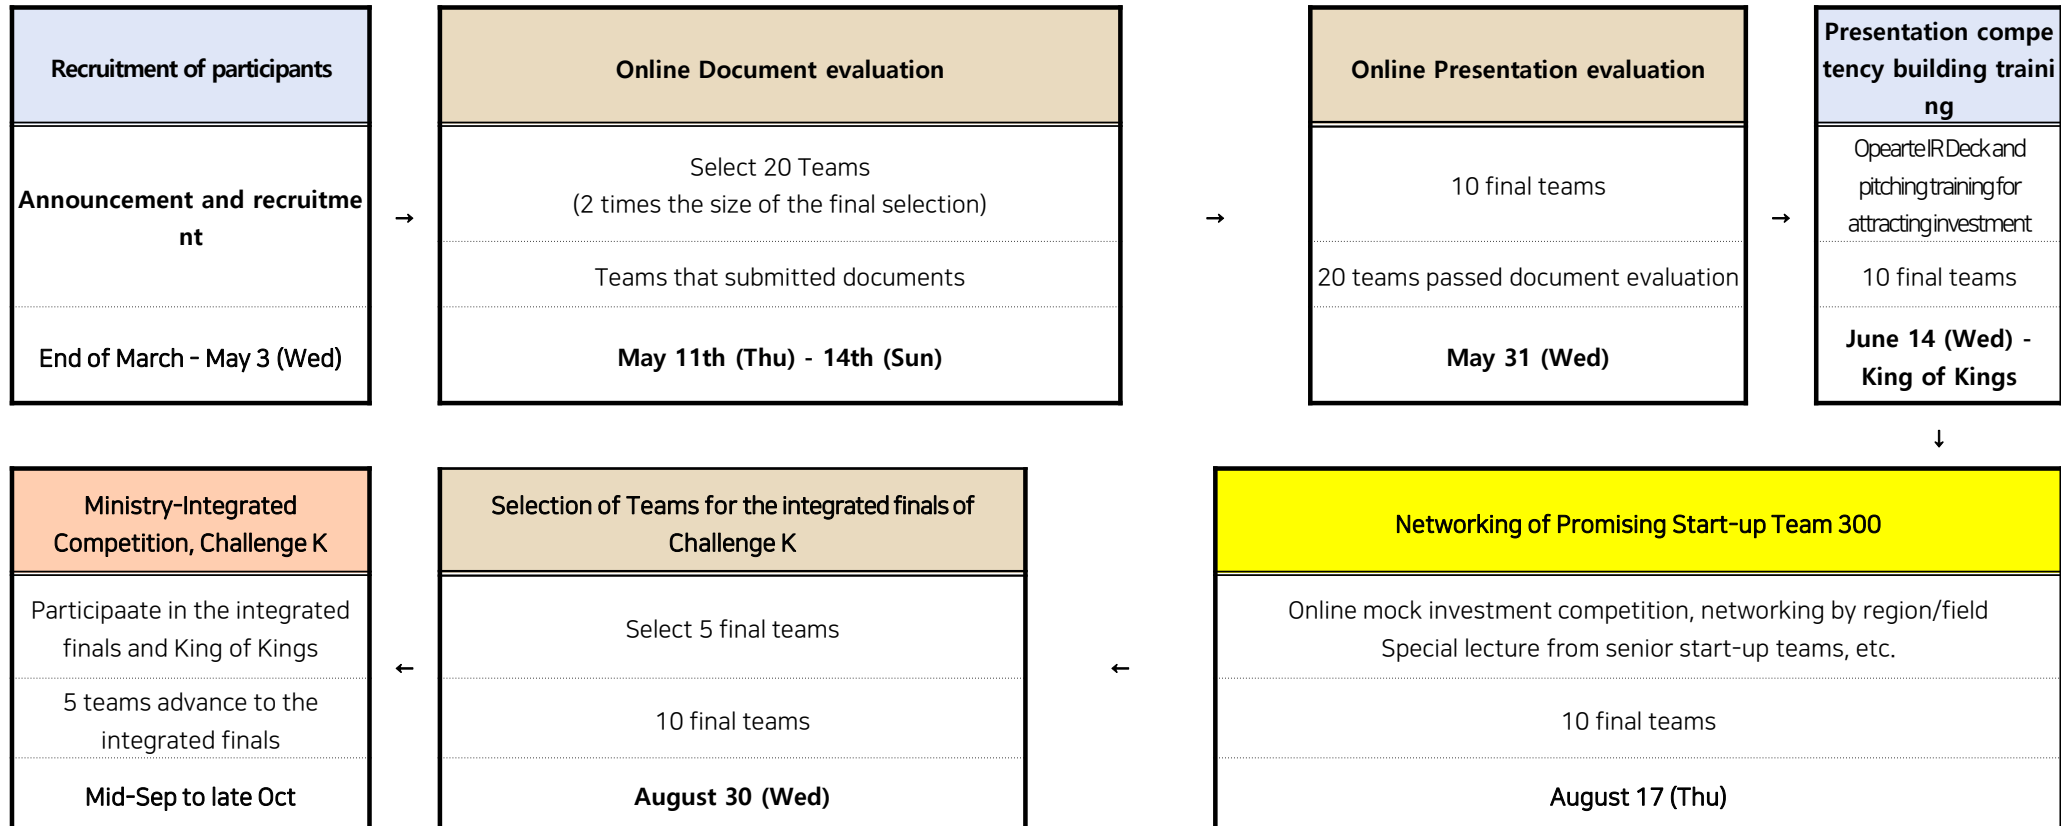 Recruitment of participants
Announcement and recruitme
nt
End of March - May 3 (Wed)
→
Online Document evaluation
Select 20 Teams
(2 times the size of the final selection)
Teams that submitted documents
May 11th (Thu) - 14th (Sun)
→
Online Presentation evaluation
10 final teams
20 teams passed document evaluation
May 31 (Wed)
→
Presentation compe
tency building traini
ng
Opearte IR Deck and
pitching training for
attracting investment
10 final teams
June 14 (Wed) -
King of Kings
↓
Networking of Promising Start-up Team 300
Online mock investment competition, networking by region/field
Special lecture from senior start-up teams, etc.
10 final teams
August 17 (Thu)
←
Selection of Teams for the integrated finals of
Challenge K
Select 5 final teams
10 final teams
August 30 (Wed)
←
Ministry-Integrated
Competition, Challenge K
Participaate in the integrated
finals and King of Kings
5 teams advance to the
integrated finals
Mid-Sep to late Oct